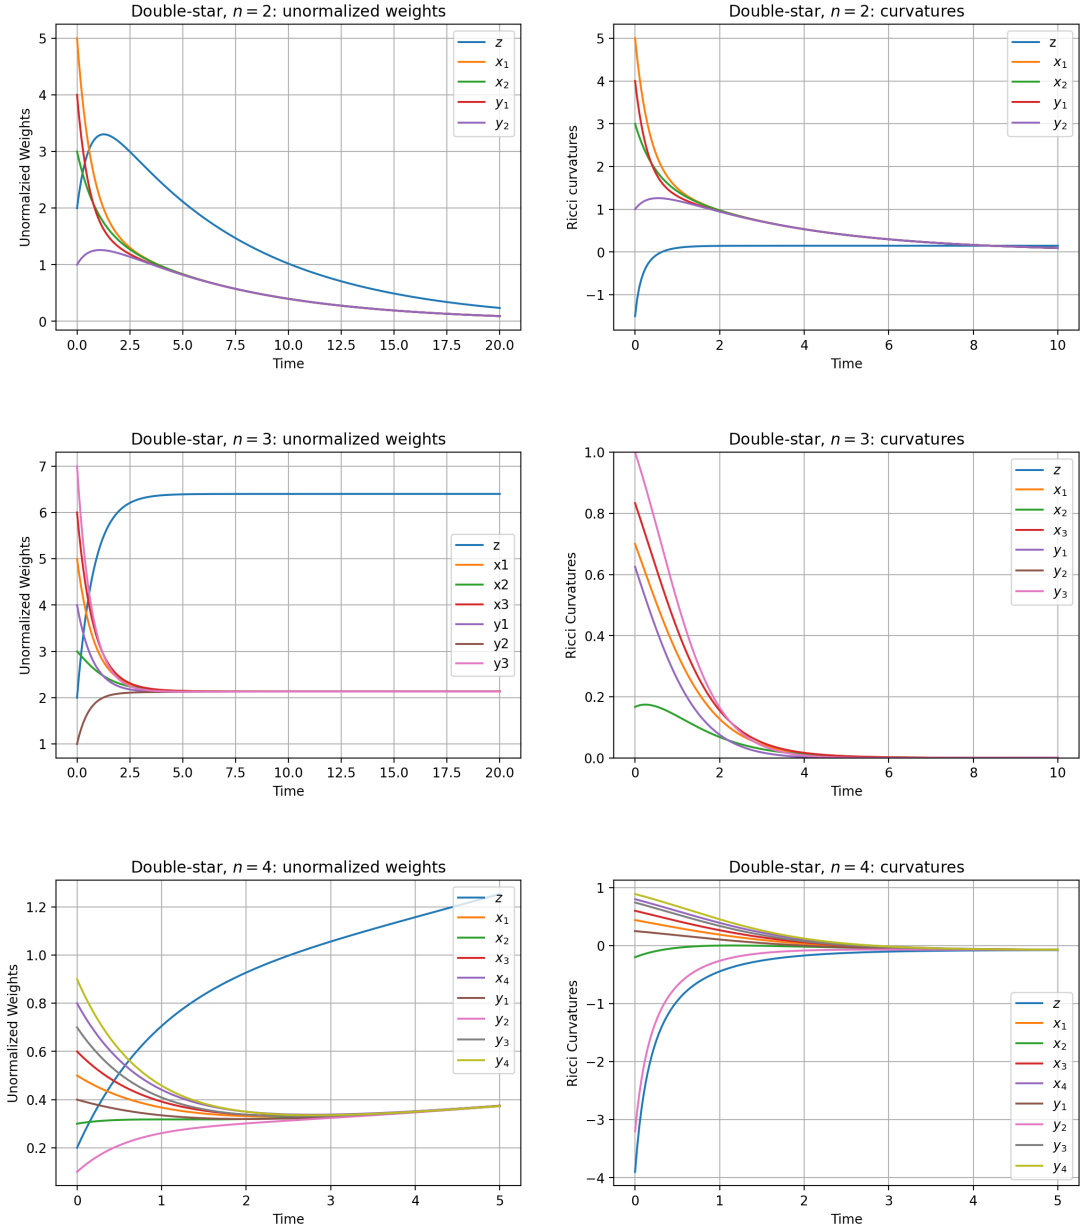 Double-star, n = 2: unormalized weights
Unormalzied Weights
5
4
3
2
1
0
z
x1
x2
y1
y2
0.0 2.5 5.0 7.5 10.0 12.5 15.0 17.5 20.0
Time
Double-star, n = 2: curvatures
Ricci curvatures
5
4
3
2
1
0
−1
z
x1
x2
y1
y2
0 2 4 6 8 10
Time
Double-star, n = 3: unormalized weights
Unormalized Weights
7
6
5
4
3
2
1
z
x1
x2
x3
y1
y2
y3
0.0 2.5 5.0 7.5 10.0 12.5 15.0 17.5 20.0
Time
Double-star, n = 3: curvatures
Ricci Curvatures
1.0
0.8
0.6
0.4
0.2
0.0
z
x1
x2
x3
y1
y2
y3
0 2 4 6 8 10
Time
Double-star, n = 4: unormalized weights
Unormalized Weights
1.2
1.0
0.8
0.6
0.4
0.2
z
x1
x2
x3
x4
y1
y2
y3
y4
0 1 2 3 4 5
Time
Double-star, n = 4: curvatures
Ricci Curvatures
1
0
−1
−2
−3
−4
z
x1
x2
x3
x4
y1
y2
y3
y4
0 1 2 3 4 5
Time